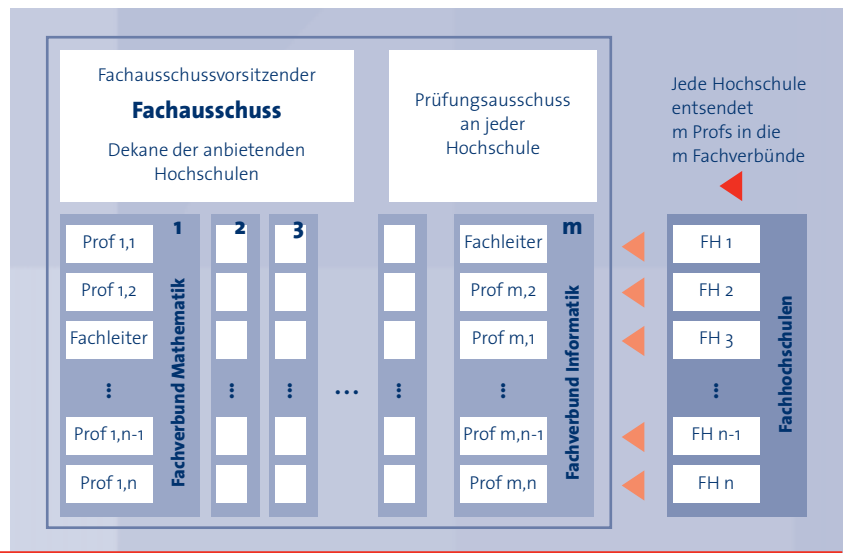 Fachausschussvorsitzender
Fachausschuss
Dekane der anbietenden
Hochschulen
Prüfungsausschuss
an jeder
Hochschule
Jede Hochschule
entsendet
m Profs in die
m Fachverbünde
1
2
3
m
Prof 1,1
Prof 1,2
Fachleiter
...
Prof 1,n-1
Prof 1,n
Fachverbund Mathematik
...
...
...
...
Fachleiter
Prof m,2
Prof m,1
...
Prof m,n-1
Prof m,n
Fachverbund Informatik
FH 1
FH 2
FH 3
...
FH n-1
FH n
Fachhochschulen